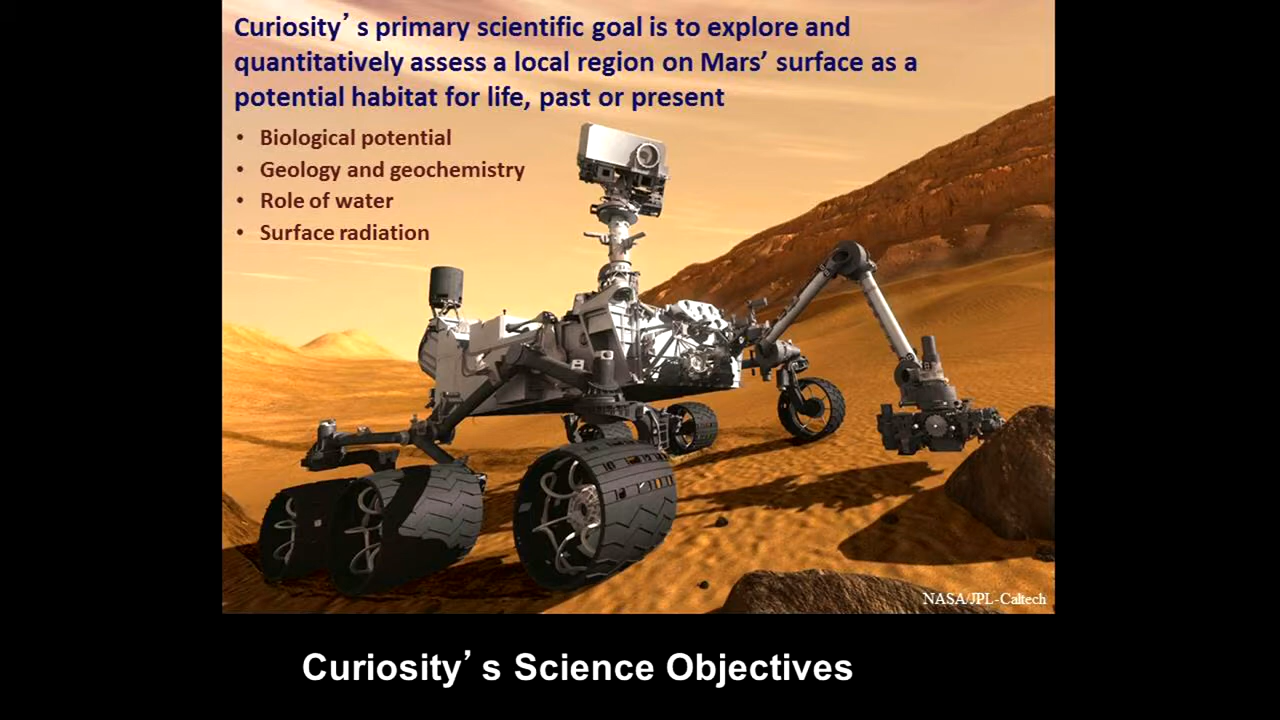 Curiosity’s primary scientific goal is to explore and
quantitatively assess a local region on Mars’ surface as a
potential habitat for life, past or present
• Biological potential
• Geology and geochemistry
• Role of water
• Surface radiation
NASA/JPL-Caltech
Curiosity’s Science Objectives